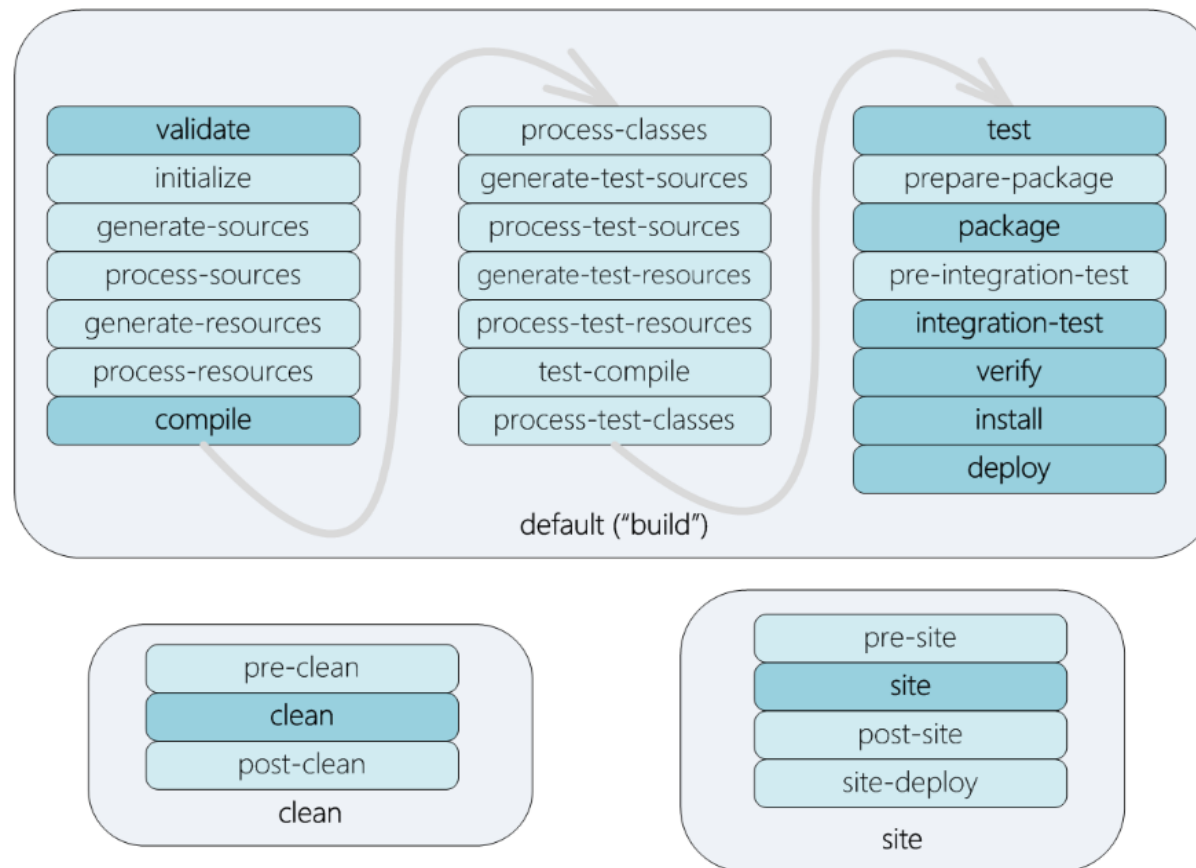 validate
initialize
generate-sources
process-sources
generate-resources
process-resources
compile
process-classes
generate-test-sources
process-test-sources
generate-test-resources
process-test-resources
test-compile
process-test-classes
test
prepare-package
package
pre-integration-test
integration-test
verify
install
deploy
default (“build”)
pre-clean
clean
post-clean
clean
pre-site
site
post-site
site-deploy
site